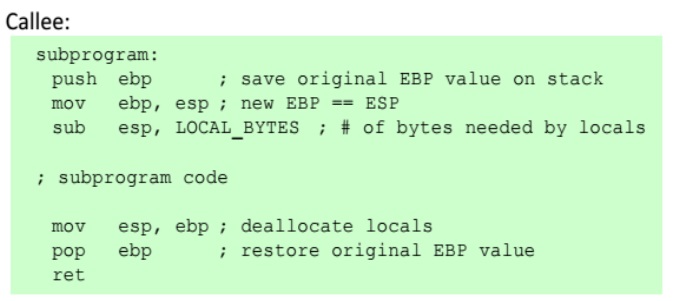 Callee:
subprogram:
push ebp ; save original EBP value on stack
mov ebp, esp ; new EBP == ESP
sub esp, LOCAL_BYTES ; # of bytes needed by locals
; subprogram code
mov esp, ebp ; deallocate locals
pop ebp ; restore original EBP value
ret